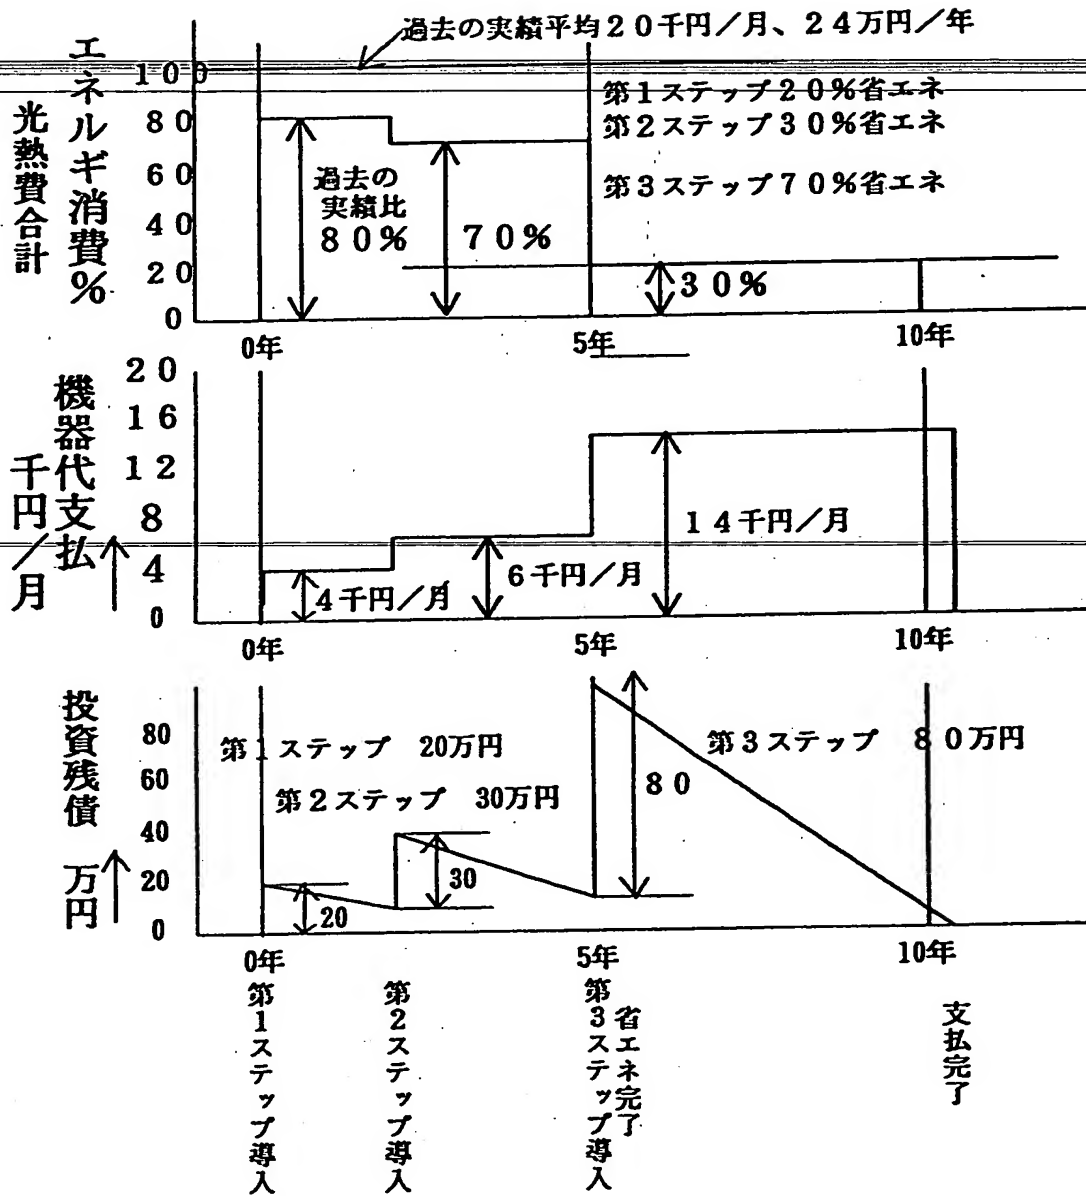 過去の実績平均20千円／月、24万円／年
エネルギ消費%
光熱費合計
100
80
60
40
20
0
第1ステップ20%省エネ
第2ステップ30%省エネ
第3ステップ70%省エネ
過去の
実績比
80%
70%
30%
0年
5年
10年
機器代支払
千円／月
20
16
12
8
4
0
4千円／月
6千円／月
14千円／月
0年
5年
10年
投資残債
万円
80
60
40
20
0
第1ステップ 20万円
第2ステップ 30万円
第3ステップ 80万円
20
30
80
0年
5年
10年
第1ステップ導入
第2ステップ導入
第3ステップ導入
省エネ完了
支払完了